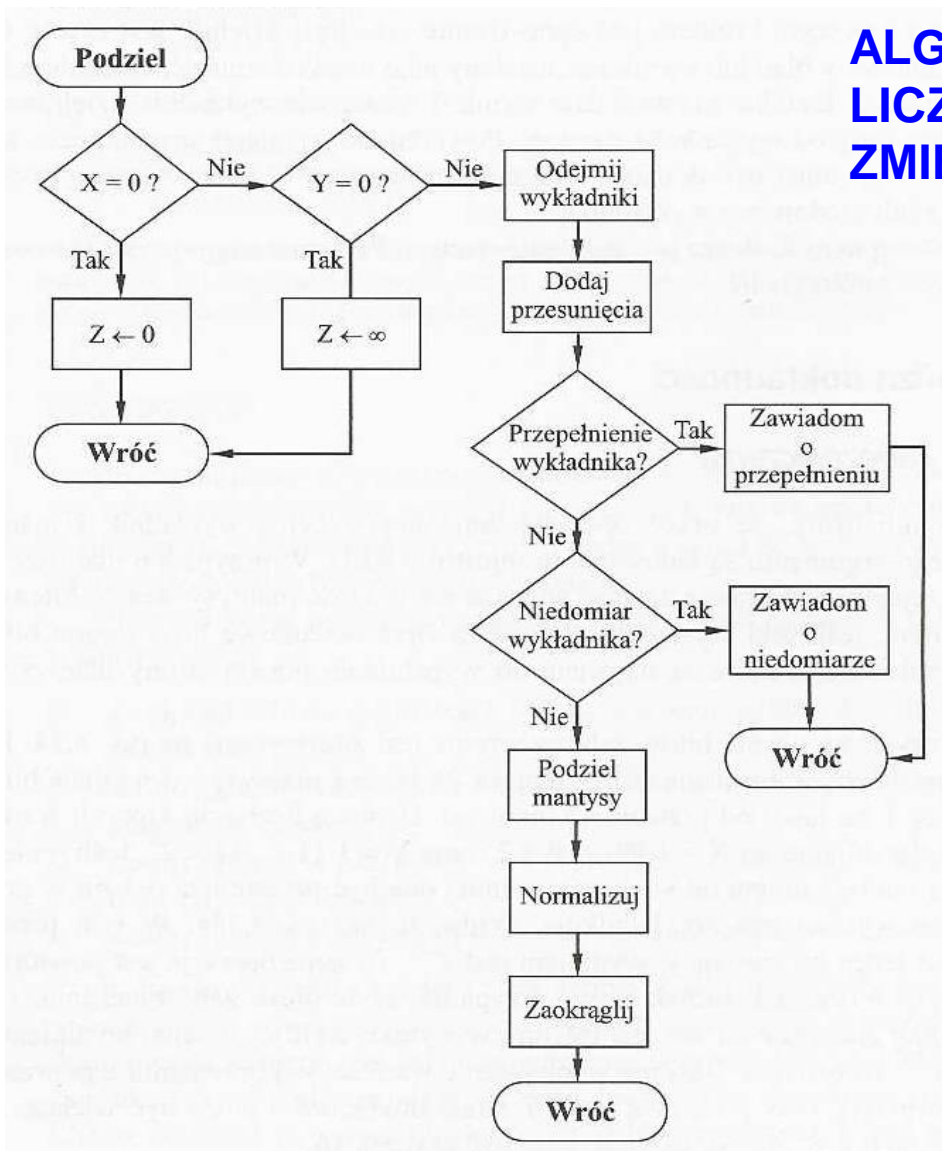 ALG
LICZ
ZMIE
Podziel
X = 0 ?
Nie
Y = 0 ?
Nie
Odejmij
wykładniki
Tak
Tak
Dodaj
przesunięcia
Z ← 0
Z ← ∞
Wróć
Przepełnienie
wykładnika?
Tak
Zawiadom
o
przepełnieniu
Nie
Niedomiar
wykładnika?
Tak
Zawiadom
o
niedomiarze
Nie
Wróć
Podziel
mantysy
Normalizuj
Zaokrąglij
Wróć